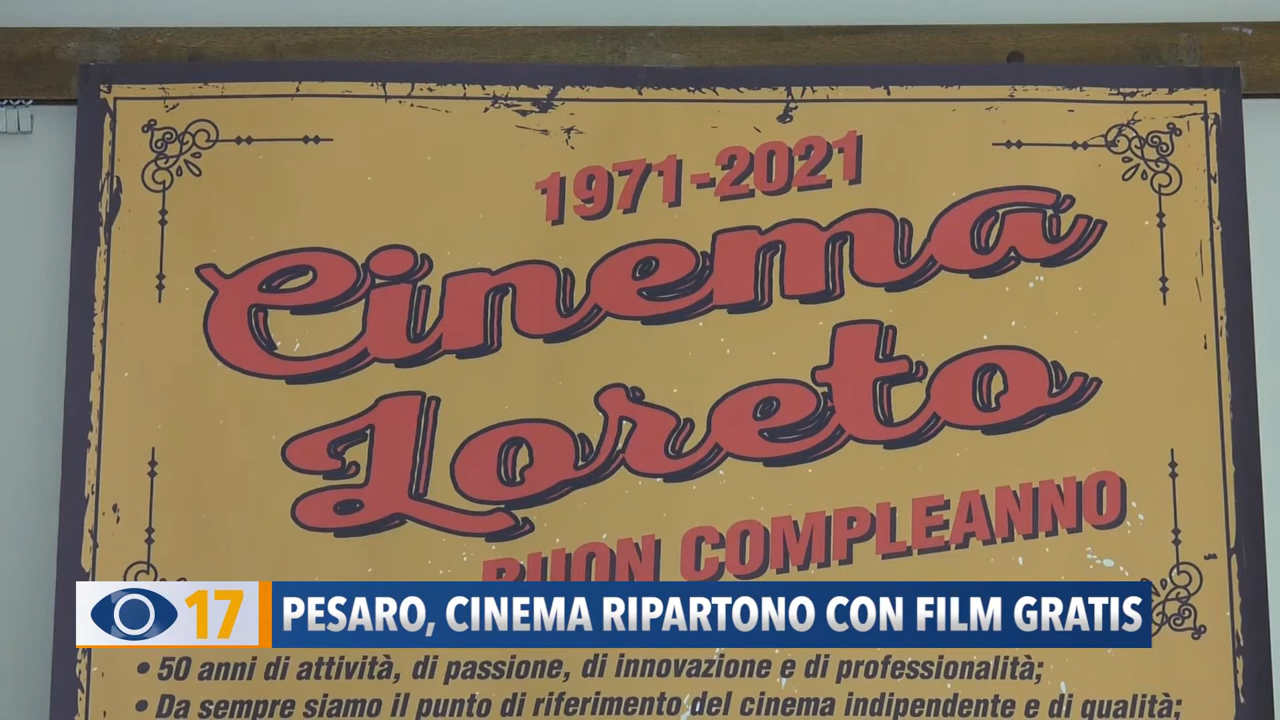 1971-2021
Cinema
Loreto
BUON COMPLEANNO
17 PESARO, CINEMA RIPARTONO CON FILM GRATIS
• 50 anni di attività, di passione, di innovazione e di professionalità;
• Da sempre siamo il punto di riferimento del cinema indipendente e di qualità;